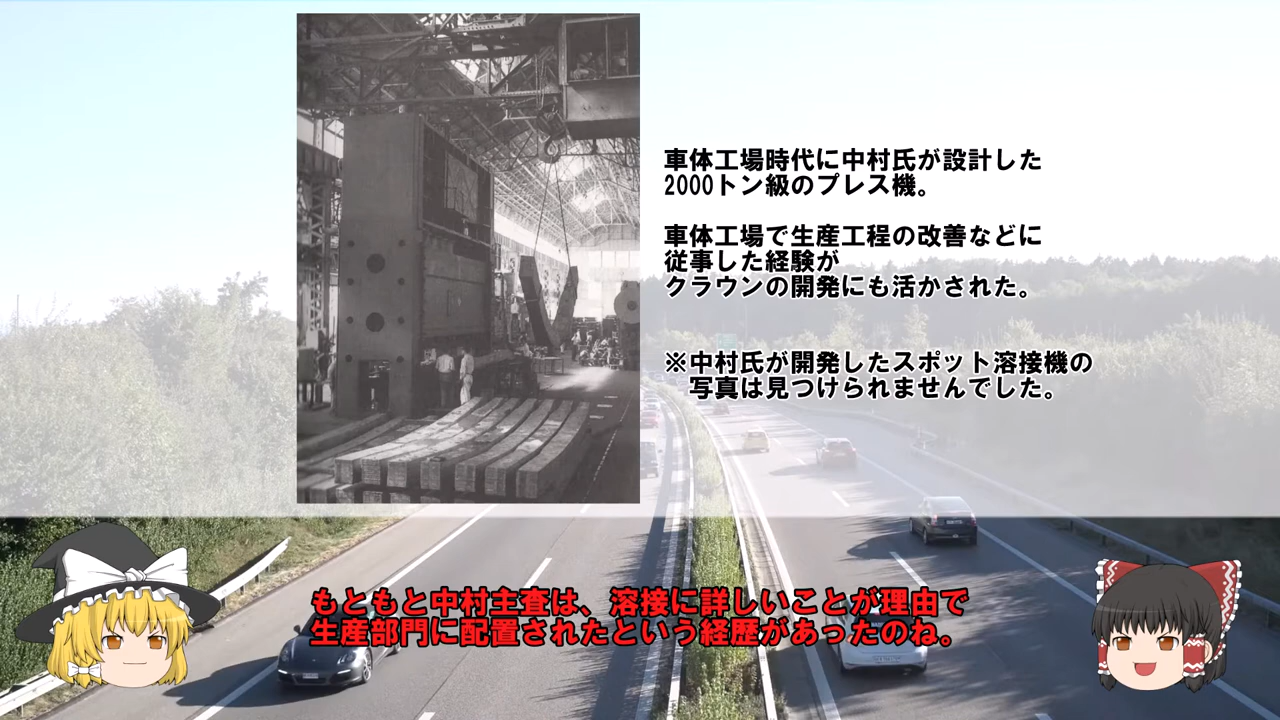 車体工場時代に中村氏が設計した
2000トン級のプレス機。
車体工場で生産工程の改善などに
従事した経験が
クラウンの開発にも活かされた。
※中村氏が開発したスポット溶接機の
写真は見つけられませんでした。
もともと中村主査は、溶接に詳しいことが理由で
生産部門に配置されたという経歴があったのね。